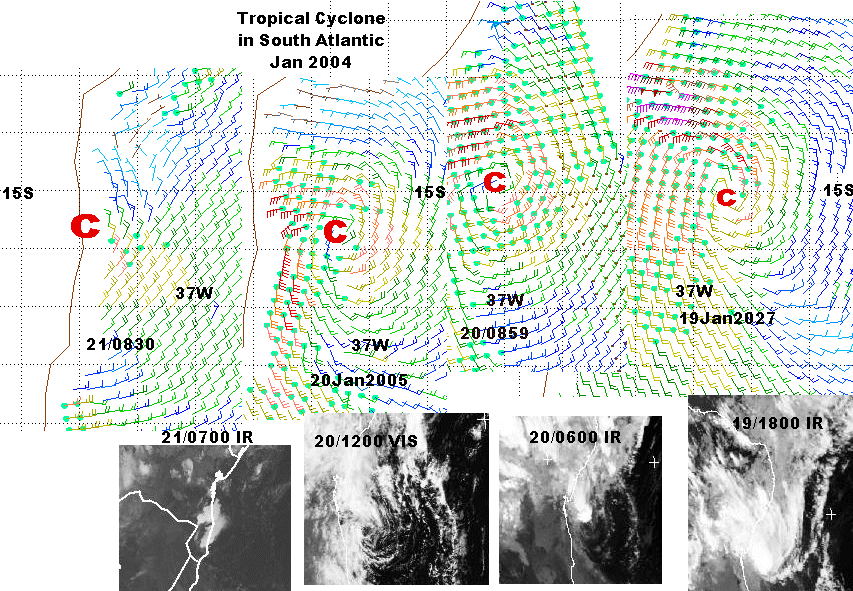 Tropical Cyclone
in South Atlantic
Jan 2004
15S
15S
15S
C
C
C
C
37W
37W
37W
37W
21/0830
20Jan2005
20/0859
19Jan2027
21/0700 IR
20/1200 VIS
20/0600 IR
19/1800 IR